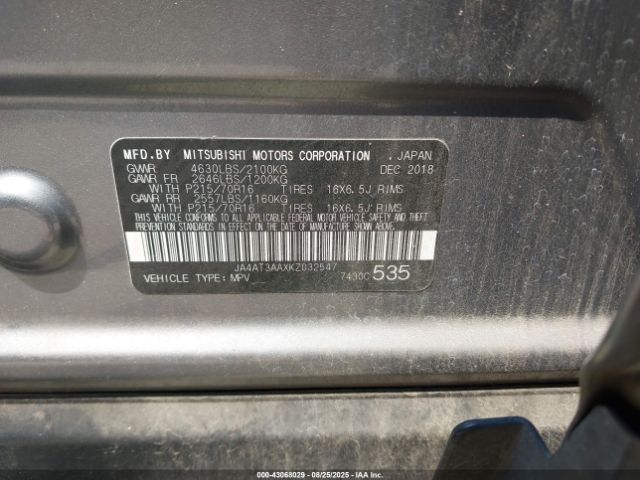 MFD.BY MITSUBISHI MOTORS CORPORATION , JAPAN
GVWR 4630LBS/2100KG DEC 2018
GAWR FR 2646LBS/1200KG
WITH P215/70R16 TIRES 16X6.5J RIMS
GAWR RR 2557LBS/1160KG
WITH P215/70R16 TIRES 16X6.5J RIMS
THIS VEHICLE CONFORMS TO ALL APPLICABLE FEDERAL MOTOR VEHICLE SAFETY AND
THEFT PREVENTION STANDARDS IN EFFECT ON THE DATE OF MANUFACTURE SHOWN ABOVE.
JA4AT3AAXKZ032547
VEHICLE TYPE: MPV 7430C 535
IAA-43068029 | 08/25/2025 - IAA.COM